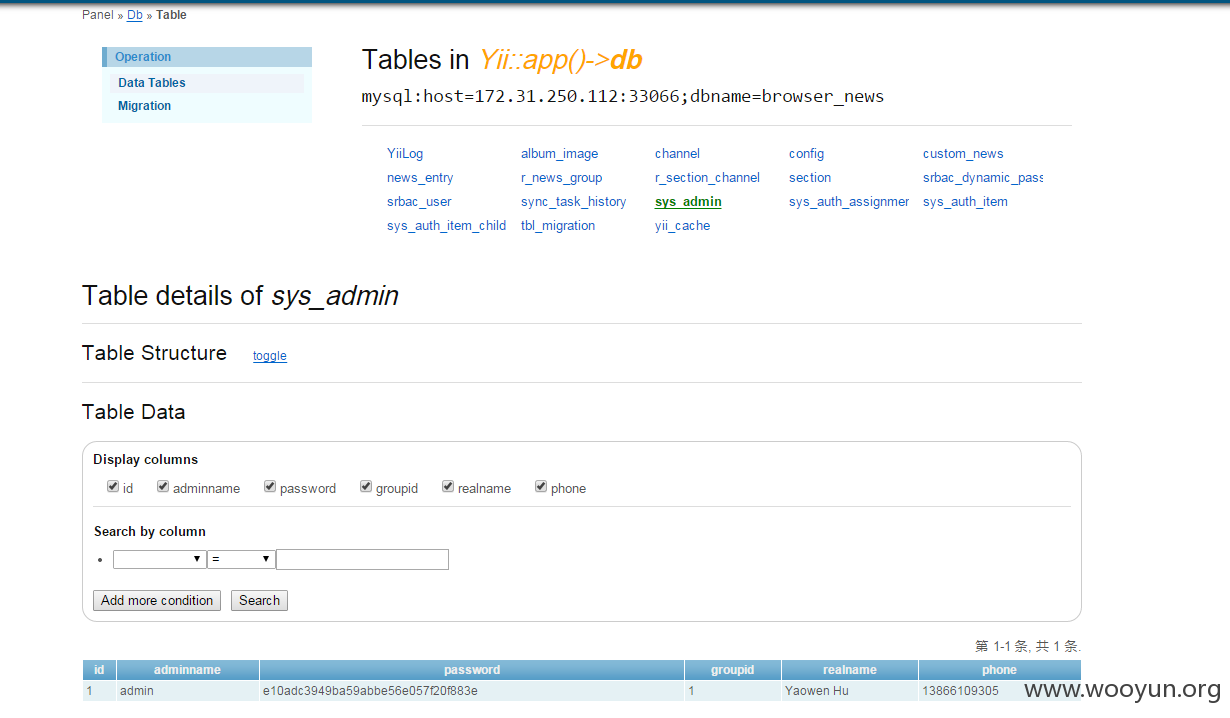 Panel » Db » Table
Operation
Data Tables
Migration
Tables in Yii::app()->db
mysql:host=172.31.250.112:33066;dbname=browser_news
YiiLog album_image channel config custom_news
news_entry r_news_group r_section_channel section srbac_dynamic_pass
srbac_user sync_task_history sys_admin sys_auth_assignmer sys_auth_item
sys_auth_item_child tbl_migration yii_cache
Table details of sys_admin
Table Structure toggle
Table Data
Display columns
id adminname password groupid realname phone
Search by column
=
Add more condition Search
第 1-1 条, 共 1 条.
id adminname password groupid realname phone
1 admin e10adc3949ba59abbe56e057f20f883e 1 Yaowen Hu 13866109305
www.wooyun.org